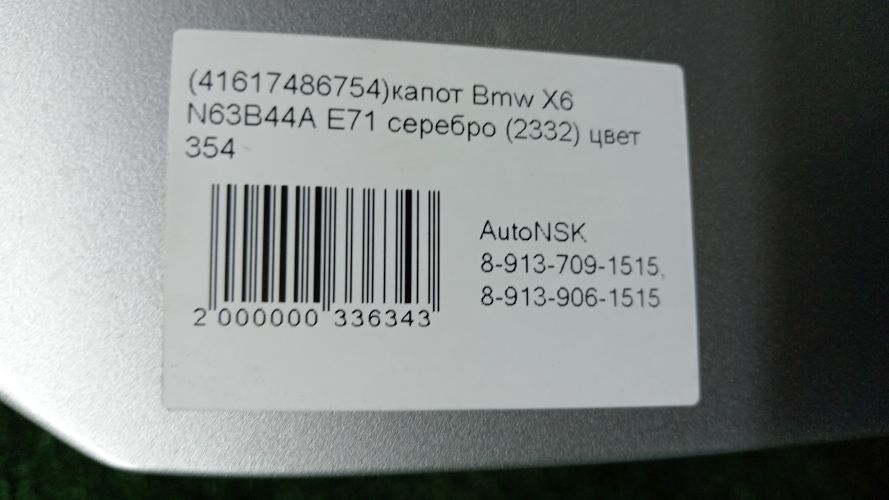 (41617486754)капот Bmw X6
N63B44A E71 серебро (2332) цвет
354
AutoNSK
8-913-709-1515,
8-913-906-1515
2 000000 336343